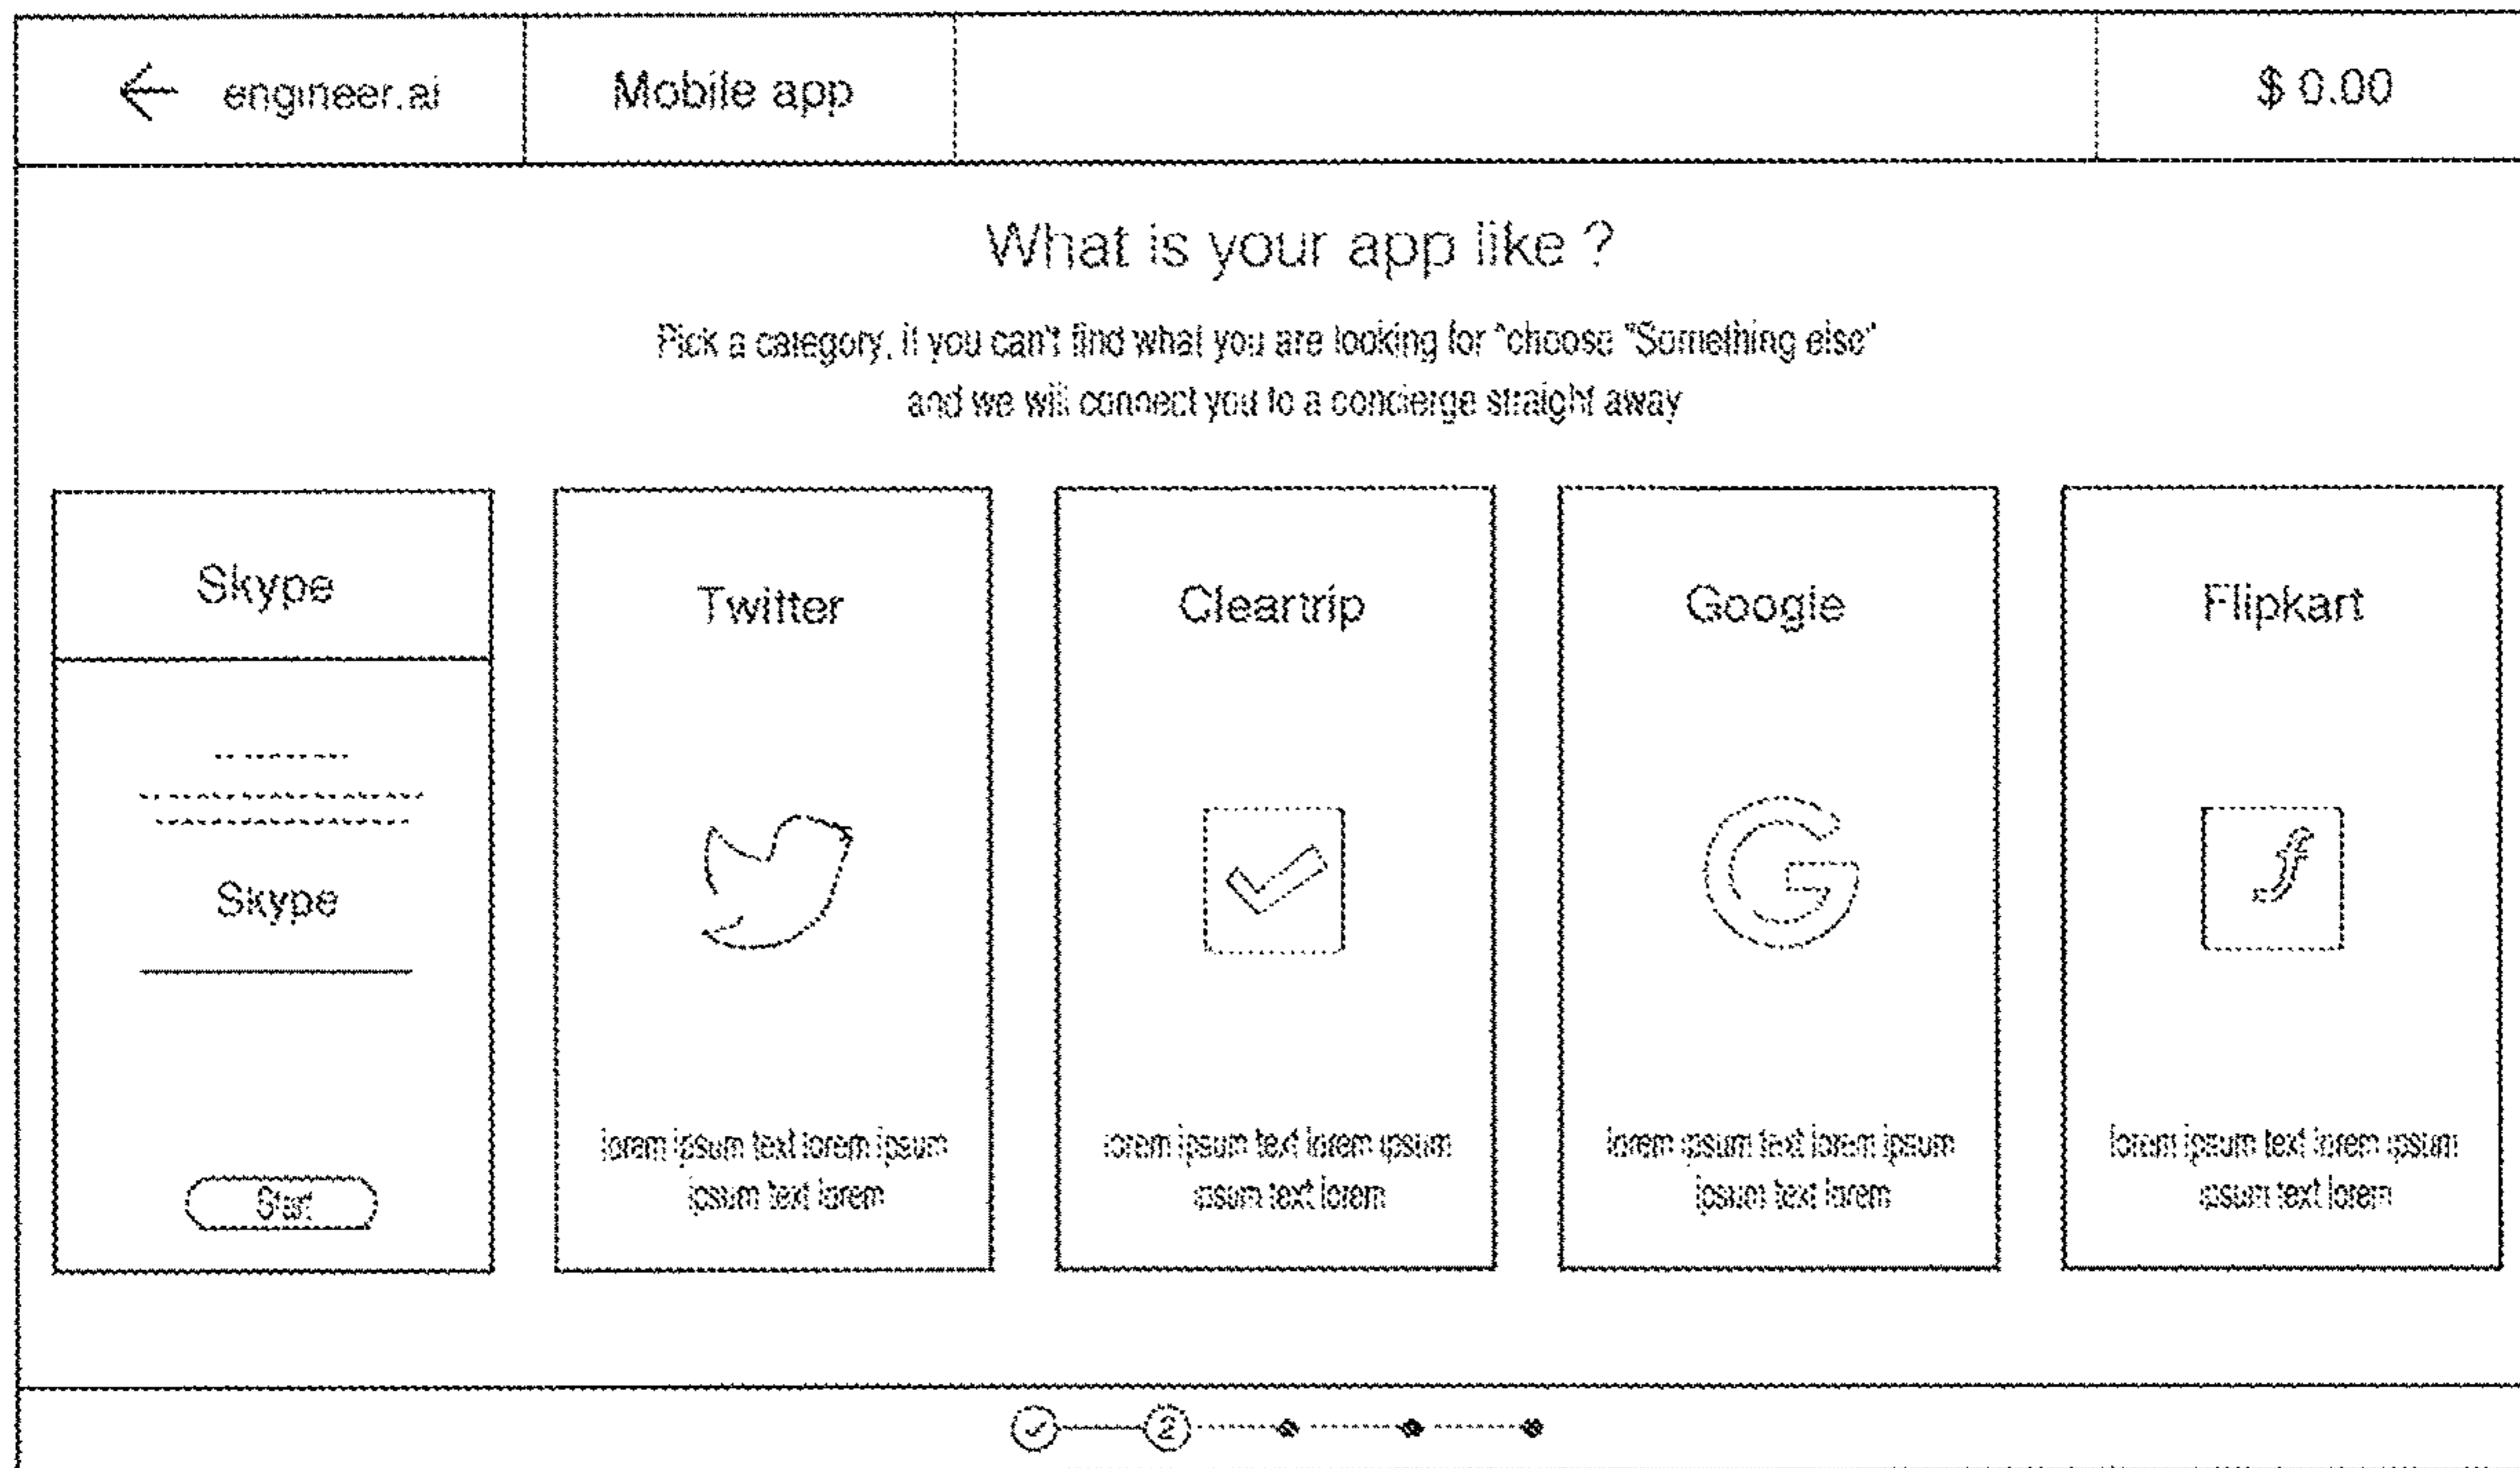 engineer.ai
Mobile app
$ 0.00
What is your app like ?
Pick a category, if you can't find what you are looking for "choose "Something else"
and we will connect you to a concierge straight away
Skype
Skype
Start
Twitter
lorem ipsum text lorem ipsum
ipsum text lorem
Cleartrip
lorem ipsum text lorem ipsum
ipsum text lorem
Google
lorem ipsum text lorem ipsum
ipsum text lorem
Flipkart
f
lorem ipsum text lorem ipsum
ipsum text lorem
2